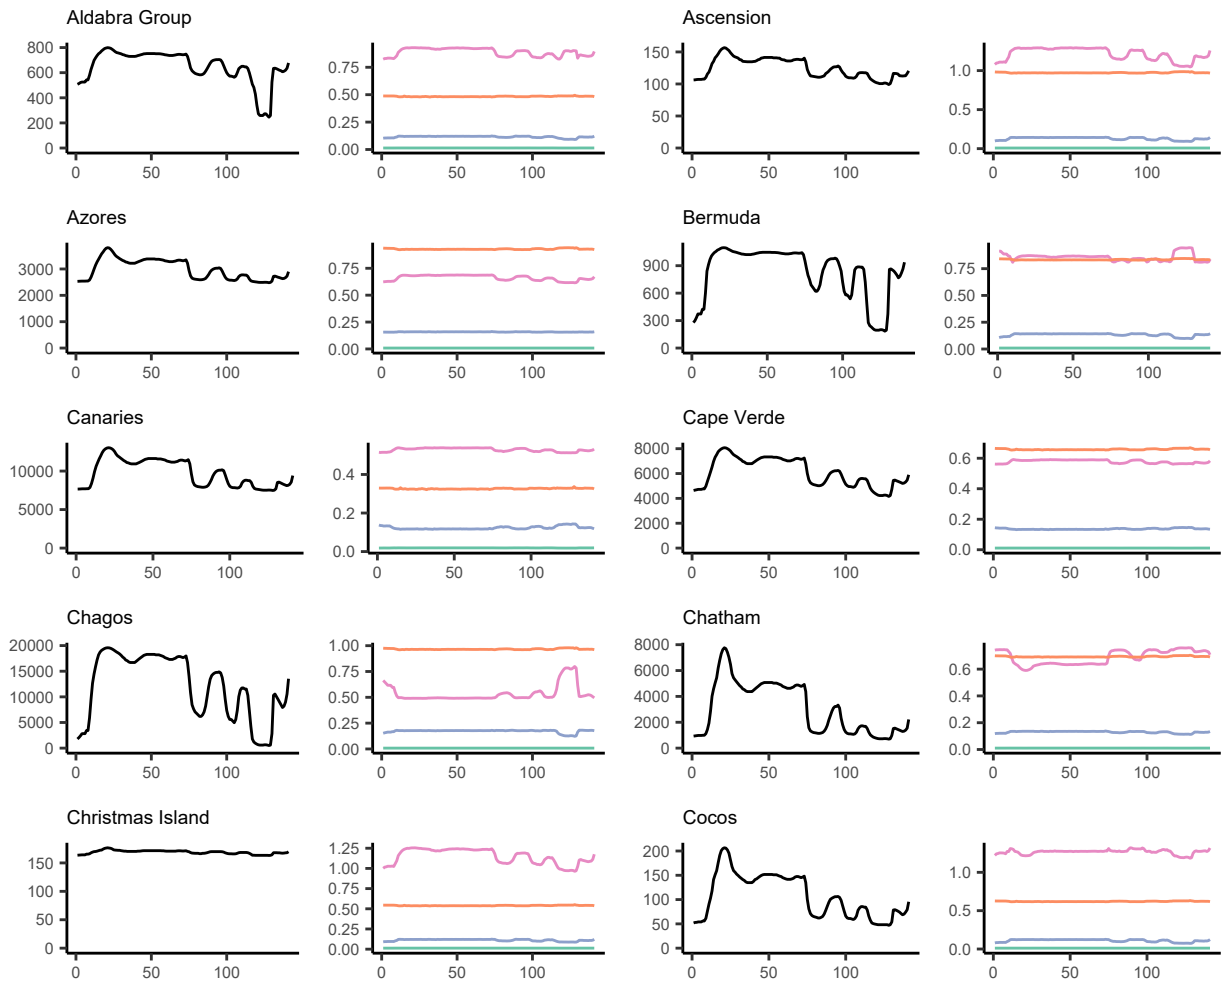 Aldabra Group
800
600
400
200
0
0 50 100
0.75
0.50
0.25
0.00
0 50 100
Ascension
150
100
50
0
0 50 100
1.0
0.5
0.0
0 50 100
Azores
3000
2000
1000
0
0 50 100
0.75
0.50
0.25
0.00
0 50 100
Bermuda
900
600
300
0
0 50 100
0.75
0.50
0.25
0.00
0 50 100
Canaries
10000
5000
0
0 50 100
0.4
0.2
0.0
0 50 100
Cape Verde
8000
6000
4000
2000
0
0 50 100
0.6
0.4
0.2
0.0
0 50 100
Chagos
20000
15000
10000
5000
0
0 50 100
1.00
0.75
0.50
0.25
0.00
0 50 100
Chatham
8000
6000
4000
2000
0
0 50 100
0.6
0.4
0.2
0.0
0 50 100
Christmas Island
150
100
50
0
0 50 100
1.25
1.00
0.75
0.50
0.25
0.00
0 50 100
Cocos
200
150
100
50
0
0 50 100
1.0
0.5
0.0
0 50 100